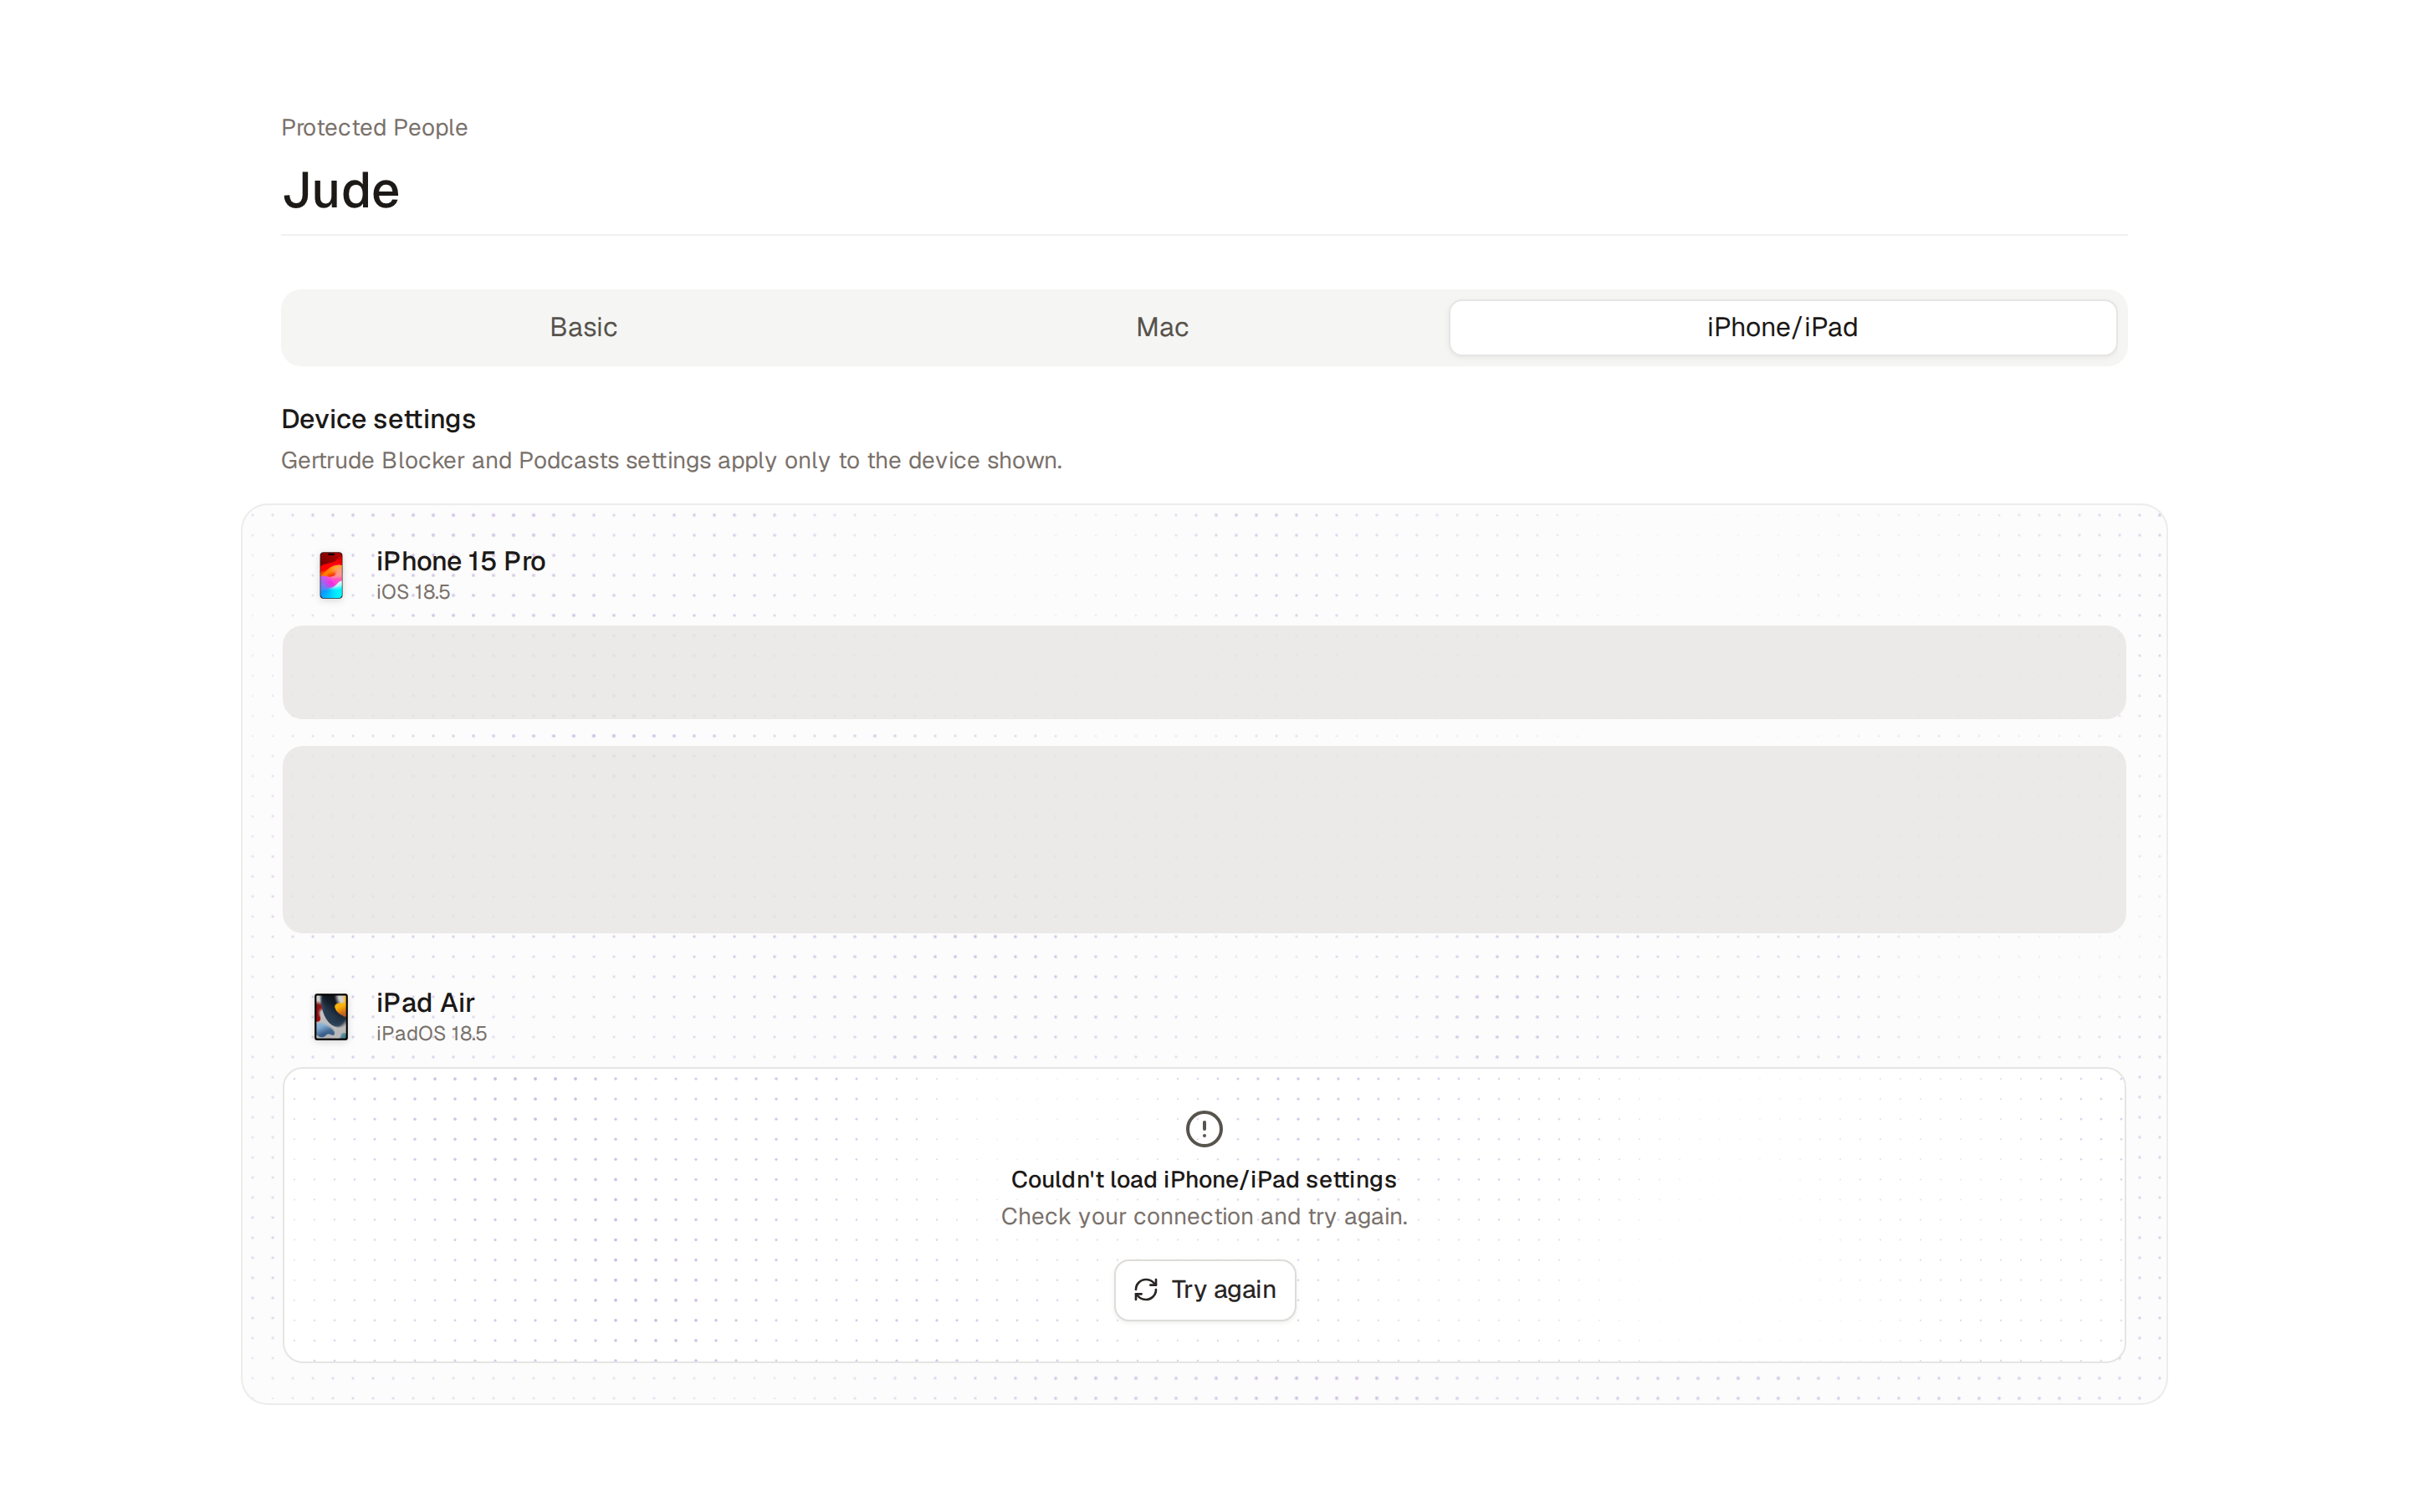 Protected People
Jude
Basic
Mac
iPhone/iPad
Device settings
Gertrude Blocker and Podcasts settings apply only to the device shown.
iPhone 15 Pro
iOS 18.5
iPad Air
iPadOS 18.5
Couldn't load iPhone/iPad settings
Check your connection and try again.
Try again